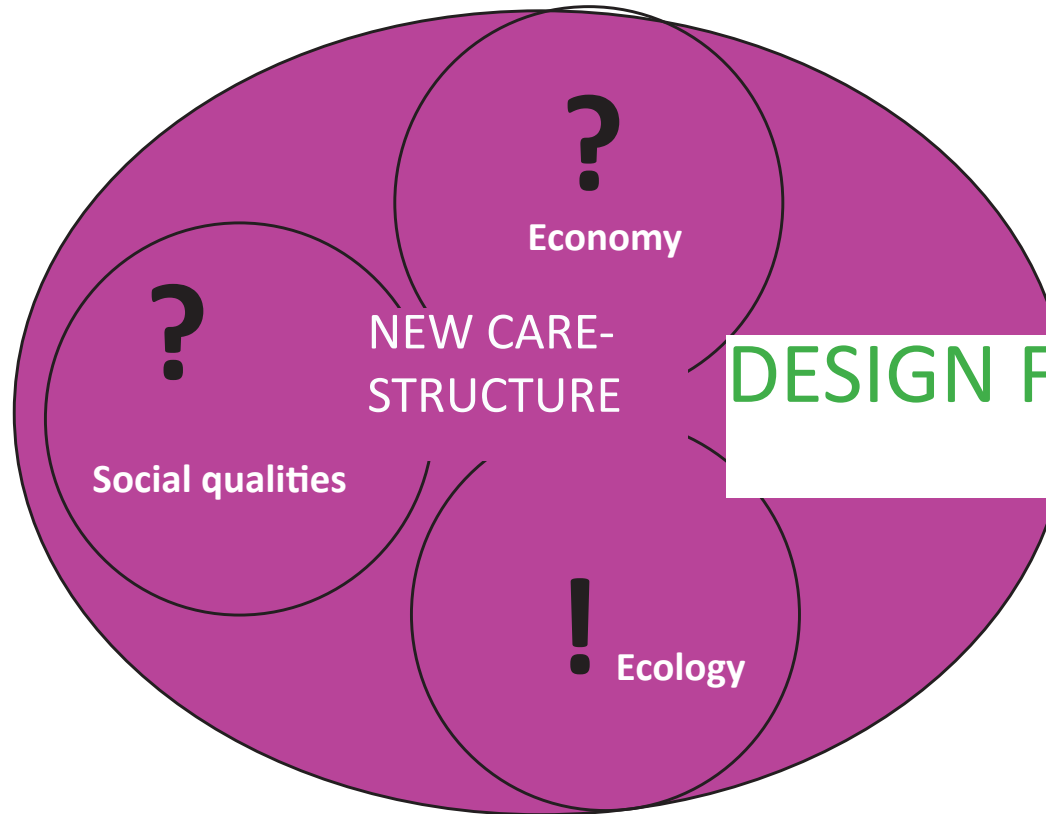 ?
Economy
?
NEW CARE-
STRUCTURE
DESIGN F
Social qualities
!
Ecology